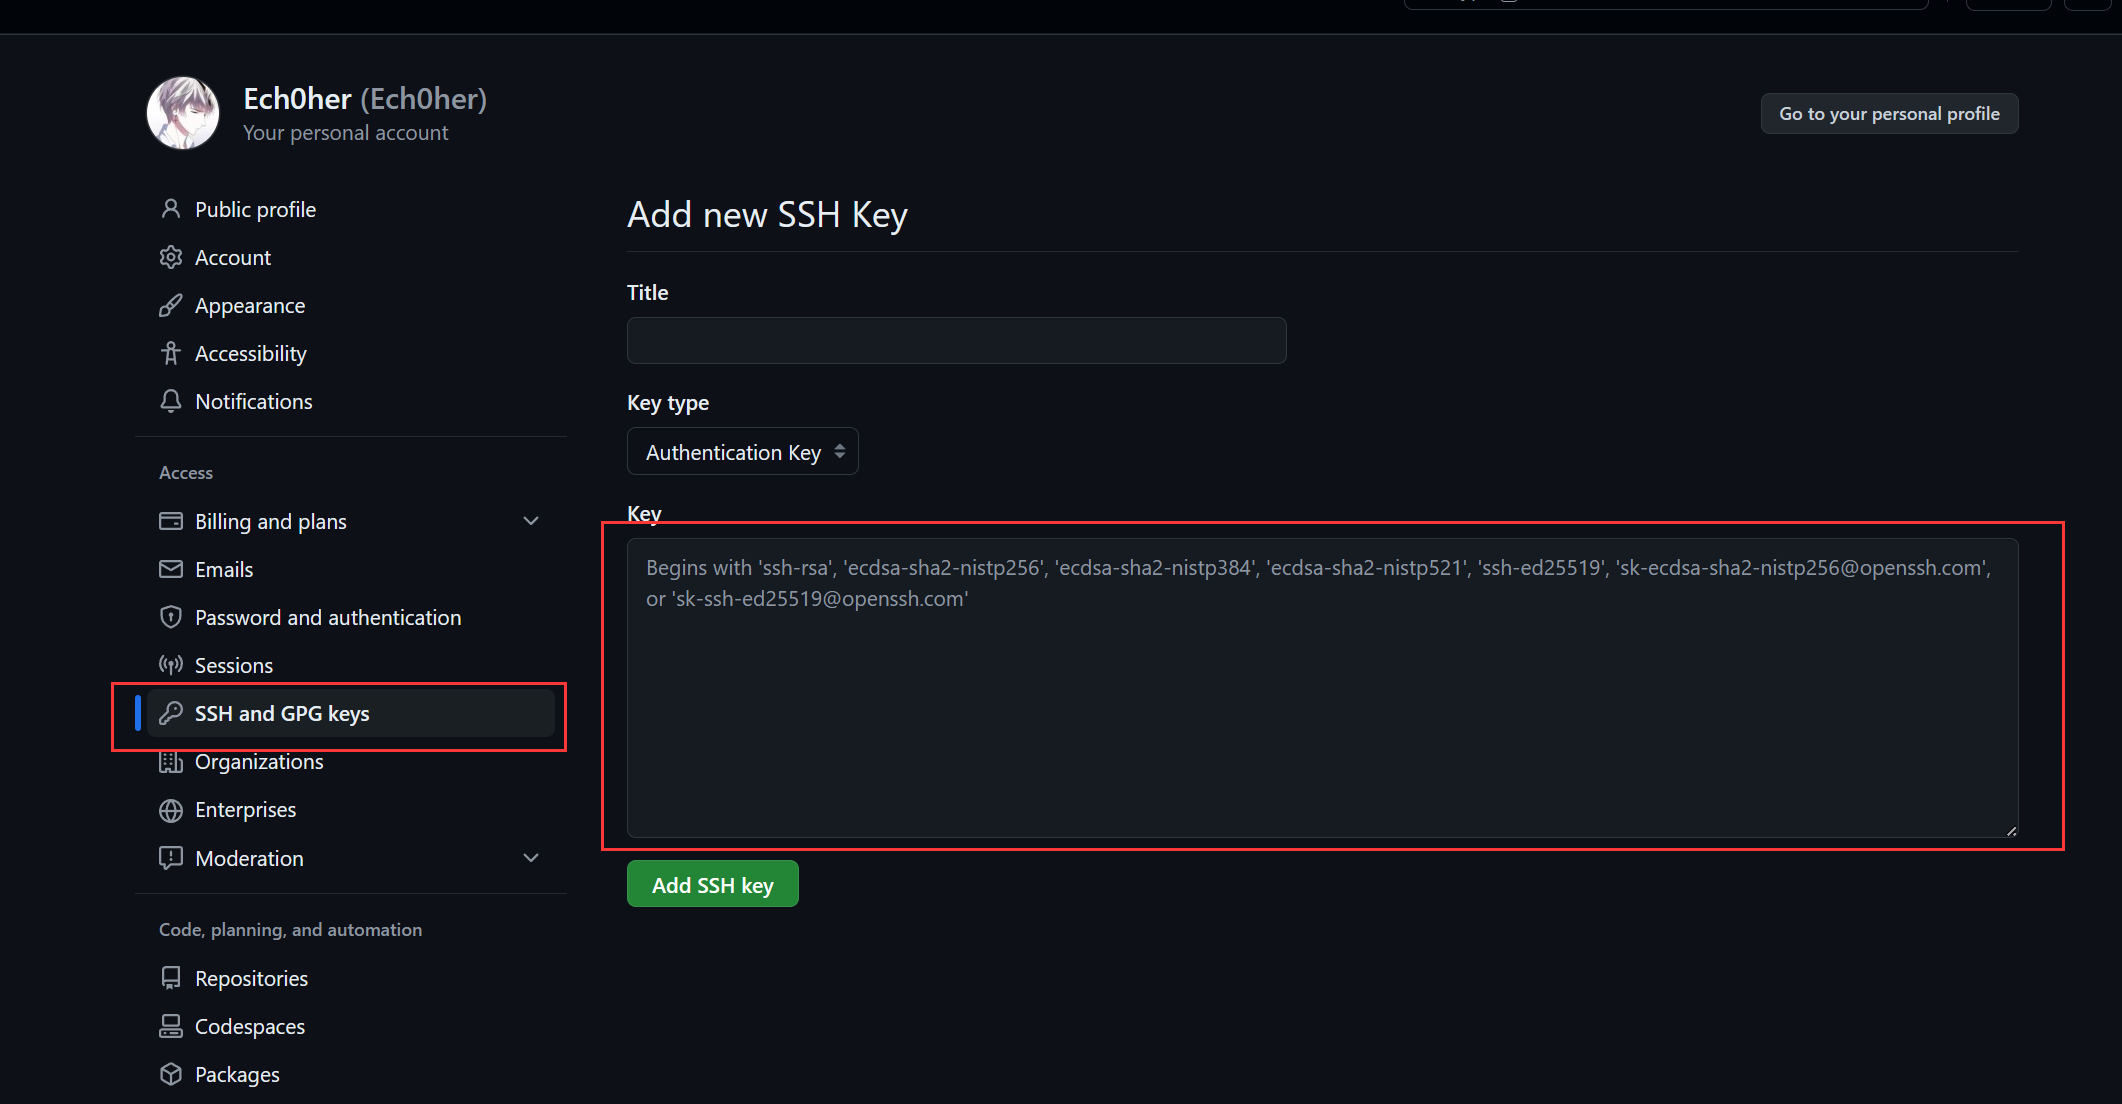 Ech0her (Ech0her)
Your personal account
Go to your personal profile
Public profile
Account
Appearance
Accessibility
Notifications
Access
Billing and plans
Emails
Password and authentication
Sessions
SSH and GPG keys
Organizations
Enterprises
Moderation
Code, planning, and automation
Repositories
Codespaces
Packages
Add new SSH Key
Title
Key type
Authentication Key
Key
Begins with 'ssh-rsa', 'ecdsa-sha2-nistp256', 'ecdsa-sha2-nistp384', 'ecdsa-sha2-nistp521', 'ssh-ed25519', 'sk-ecdsa-sha2-nistp256@openssh.com',
or 'sk-ssh-ed25519@openssh.com'
Add SSH key